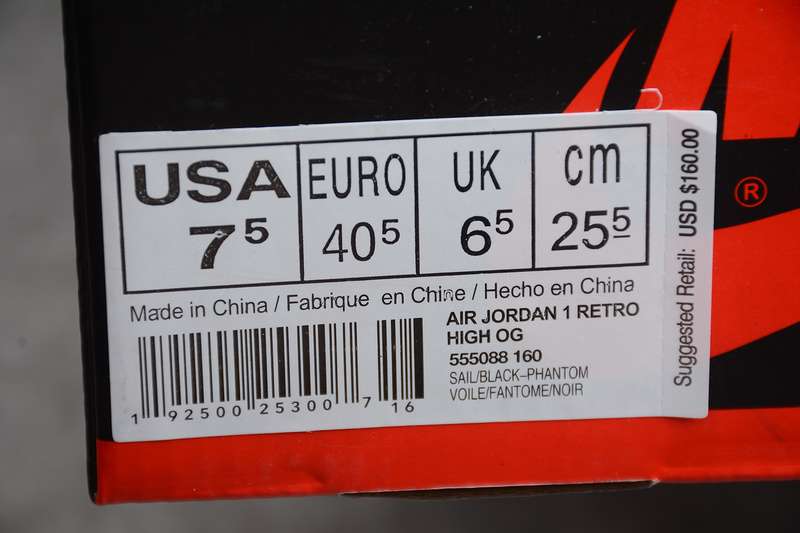 USA EURO UK cm
7⁵ 40⁵ 6⁵ 25⁵
Made in China / Fabrique en Chine / Hecho en China
AIR JORDAN 1 RETRO
HIGH OG
555088 160
SAIL/BLACK–PHANTOM
VOILE/FANTOME/NOIR
1 92500 25300 7 16
Suggested Retail: USD $160.00
®